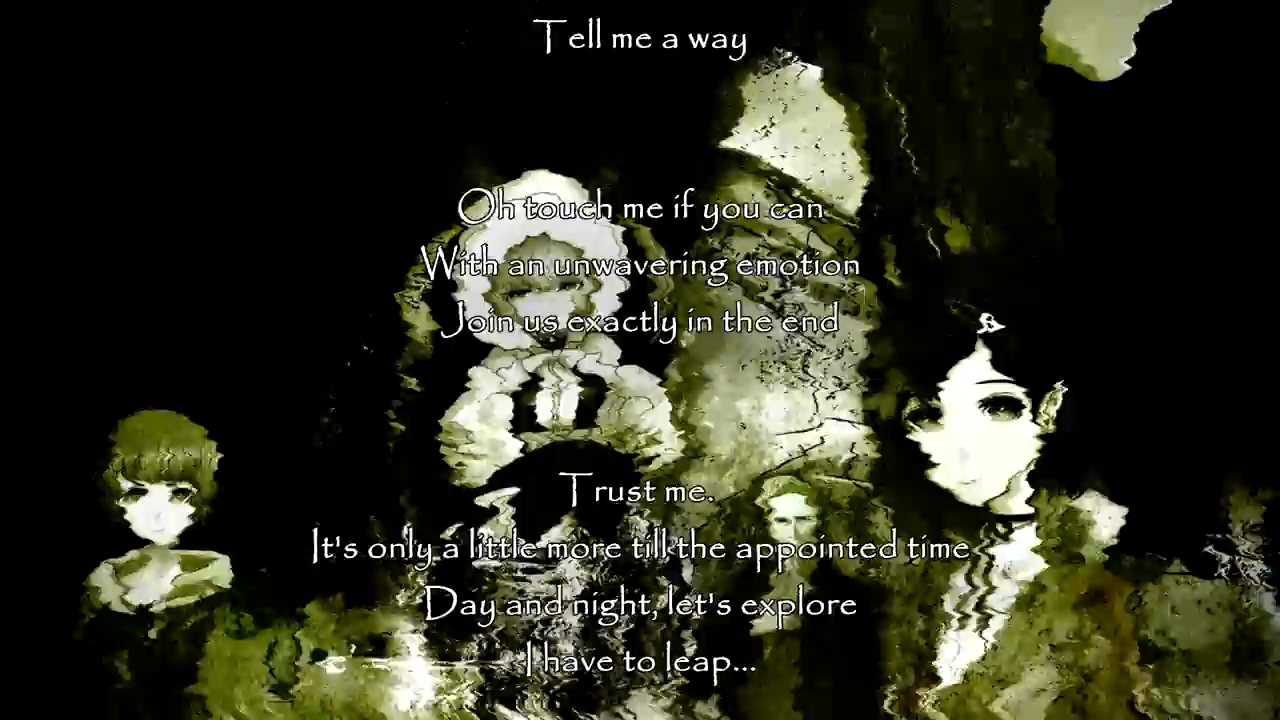 Tell me a way
Oh touch me if you can
With an unwavering emotion
Join us exactly in the end
Trust me.
It's only a little more till the appointed time
Day and night, let's explore
I have to leap...